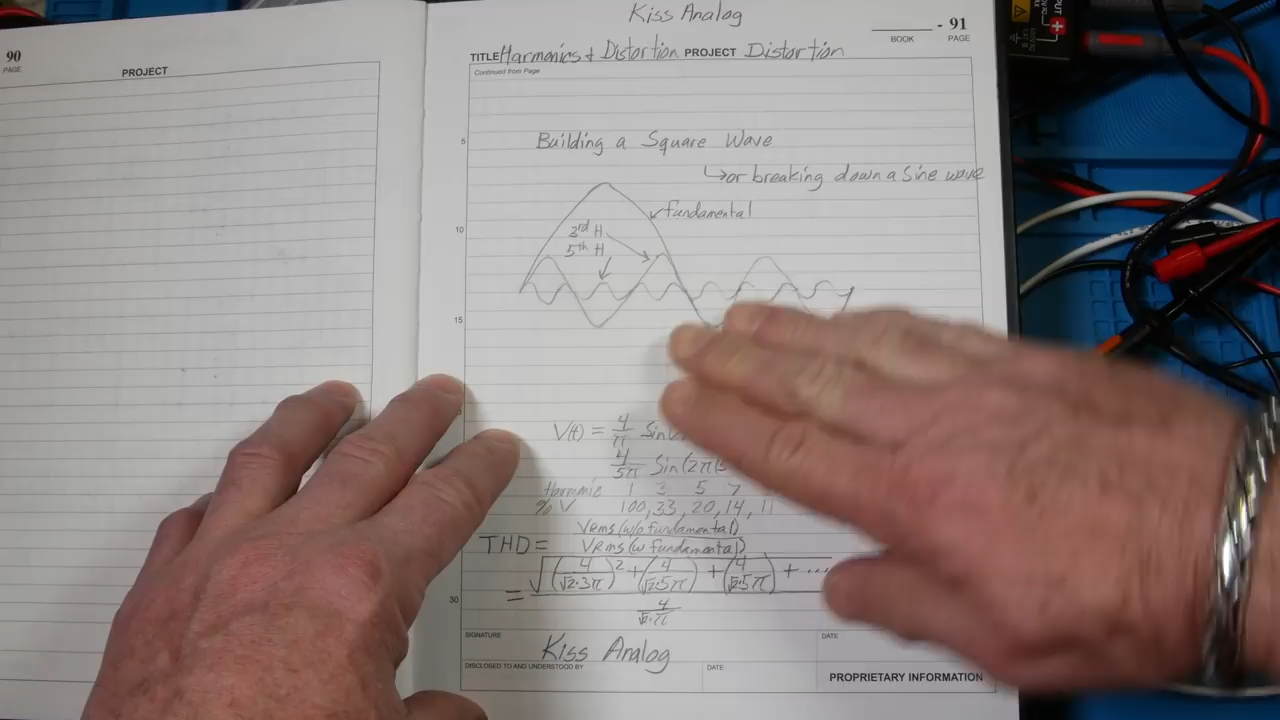 90
PAGE
PROJECT
Kiss Analog
- 91
BOOK PAGE
TITLE Harmonics & Distortion PROJECT Distortion
Continued from Page
5
Building a Square Wave
↳or breaking down a Sine wave
fundamental
10
3rd H
5th H
15
V(t) = 4/π Sin
4/5π Sin(2π(5
Harmonic 1 3 5 7
% V 100, 33, 20, 14, 11
VRms (w/o fundamental)
THD = VRms (w fundamental)
= √(4/√2·3π)² + (4/√2·5π) + (4/√2·5π) + ....
30
4/√2·π
SIGNATURE
Kiss Analog
DATE
DISCLOSED TO AND UNDERSTOOD BY
DATE
PROPRIETARY INFORMATION